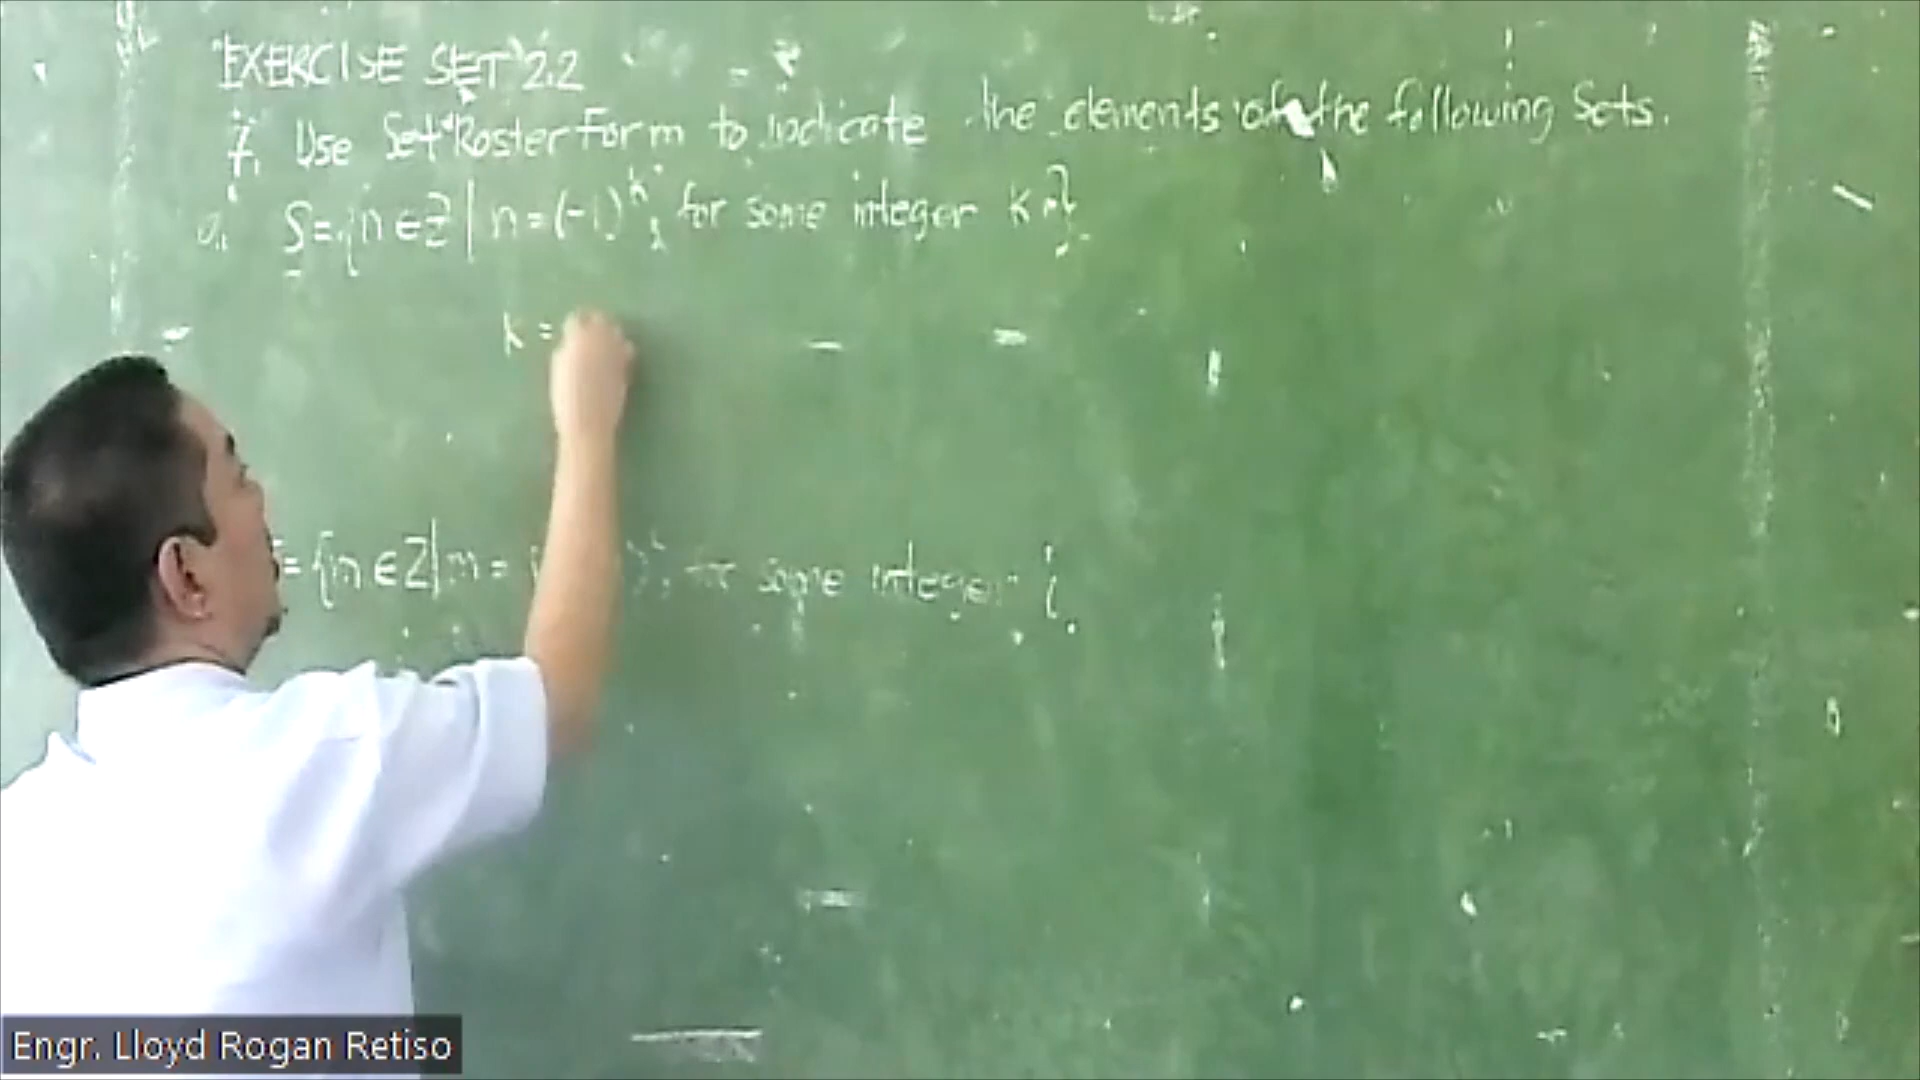 "EXERCISE SET 2.2
7. Use Set Roster Form to indicate the elements of the following Sets.
a. S = {n ∈ Z | n = (-1)^k, for some integer k}.
k =
= {m ∈ Z | m = some integer i
Engr. Lloyd Rogan Retiso